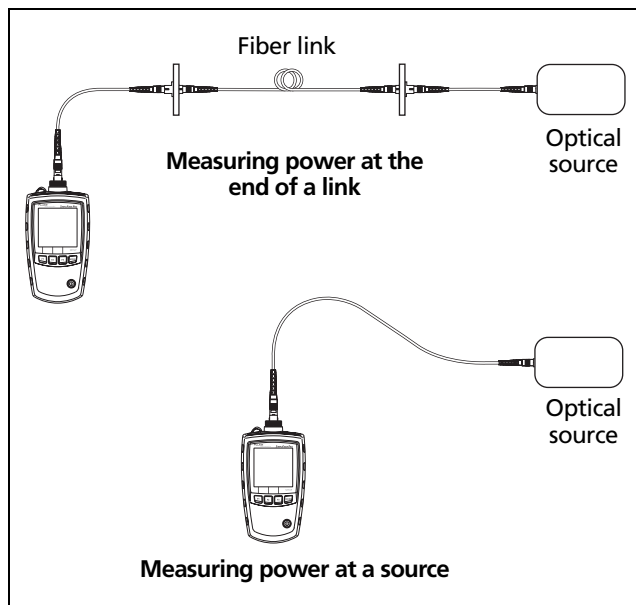 Fiber link
Optical
source
Measuring power at the
end of a link
Optical
source
Measuring power at a source